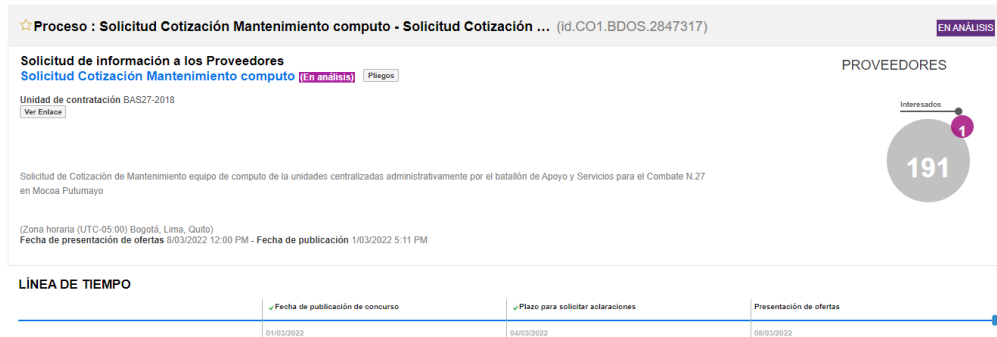 Proceso : Solicitud Cotización Mantenimiento computo - Solicitud Cotización ... (id.CO1.BDOS.2847317)
EN ANÁLISIS
Solicitud de información a los Proveedores
Solicitud Cotización Mantenimiento computo (En análisis) Pliegos
PROVEEDORES
Unidad de contratación BAS27-2018
Ver Enlace
Interesados
1
191
Solicitud de Cotización de Mantenimiento equipo de computo de la unidades centralizadas administrativamente por el batallón de Apoyo y Servicios para el Combate N.27
en Mocoa Putumayo
(Zona horaria (UTC-05:00) Bogotá, Lima, Quito)
Fecha de presentación de ofertas 8/03/2022 12:00 PM - Fecha de publicación 1/03/2022 5:11 PM
LÍNEA DE TIEMPO
Fecha de publicación de concurso
Plazo para solicitar aclaraciones
Presentación de ofertas
01/03/2022
04/03/2022
08/03/2022